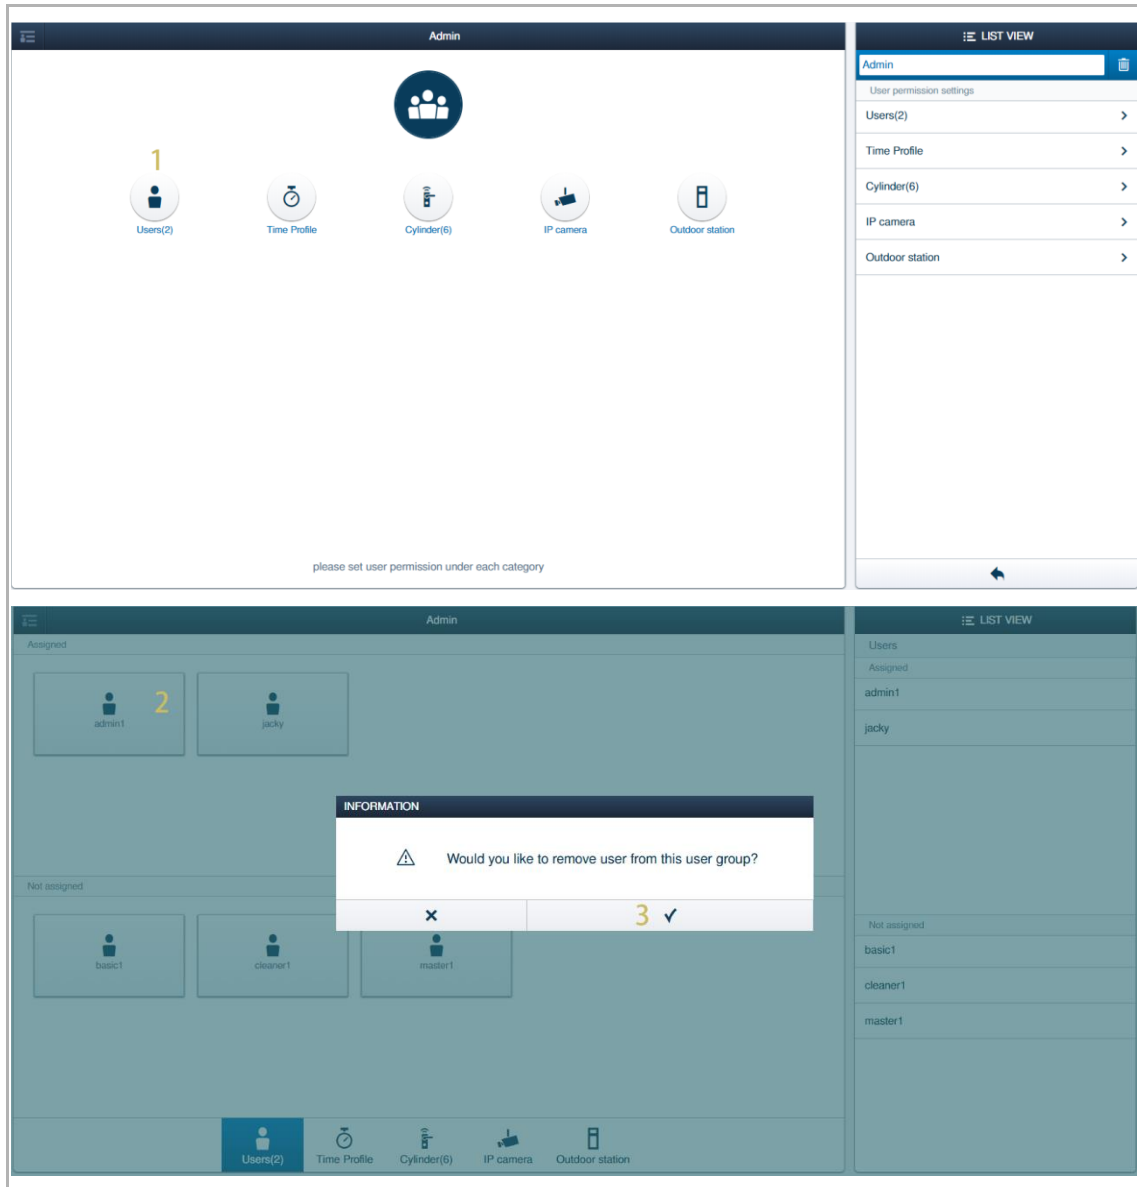 Admin
LIST VIEW
Admin
User permission settings
Users(2)
Time Profile
Cylinder(6)
IP camera
Outdoor station
1
Users(2) Time Profile Cylinder(6) IP camera Outdoor station
please set user permission under each category
Admin
LIST VIEW
Assigned
admin1 2 jacky
Users
Assigned
admin1
jacky
INFORMATION
Would you like to remove user from this user group?
3
Not assigned
basic1 cleaner1 master1
Not assigned
basic1
cleaner1
master1
Users(2) Time Profile Cylinder(6) IP camera Outdoor station